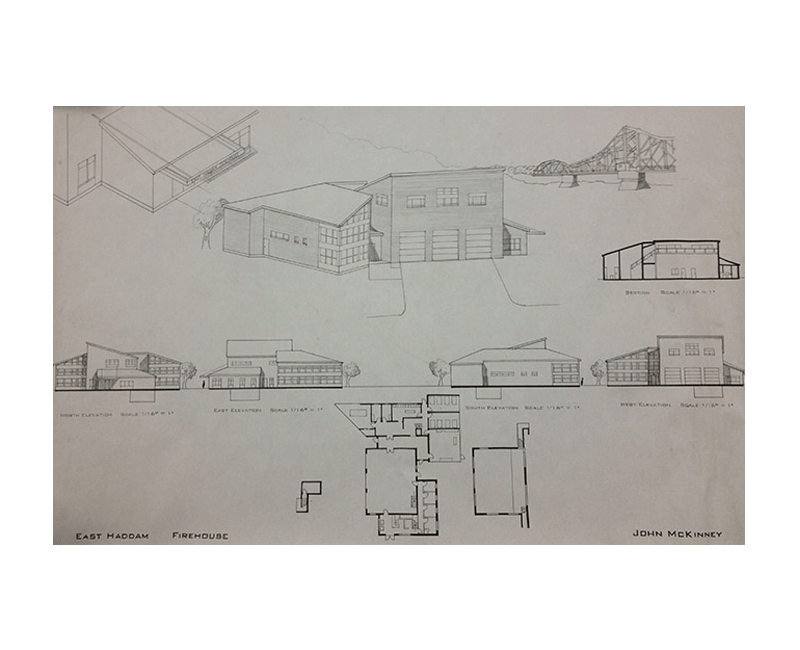 SECTION SCALE 1/16" = 1'
NORTH ELEVATION SCALE 1/16" = 1'
EAST ELEVATION SCALE 1/16" = 1'
SOUTH ELEVATION SCALE 1/16" = 1'
WEST ELEVATION SCALE 1/16" = 1'
EAST HADDAM FIREHOUSE
JOHN MCKINNEY